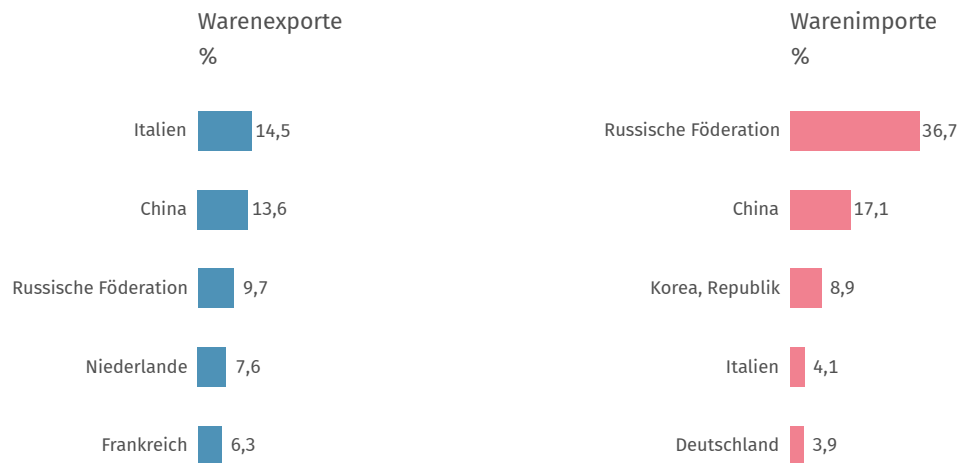 Warenexporte
%
Italien 14,5
China 13,6
Russische Föderation 9,7
Niederlande 7,6
Frankreich 6,3
Warenimporte
%
Russische Föderation 36,7
China 17,1
Korea, Republik 8,9
Italien 4,1
Deutschland 3,9